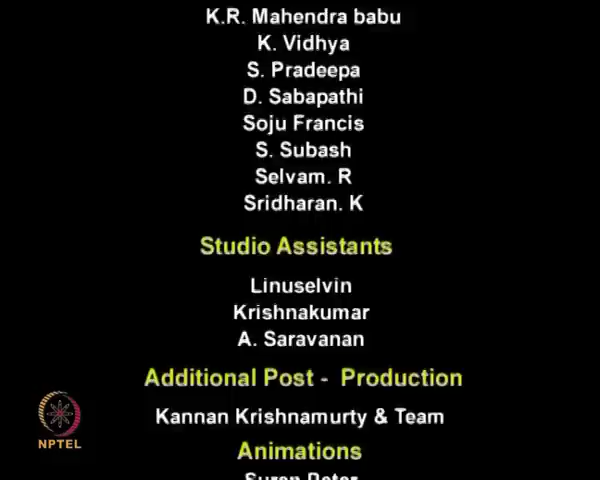 K.R. Mahendra babu
K. Vidhya
S. Pradeepa
D. Sabapathi
Soju Francis
S. Subash
Selvam. R
Sridharan. K
Studio Assistants
Linuselvin
Krishnakumar
A. Saravanan
Additional Post - Production
Kannan Krishnamurty & Team
Animations
NPTEL